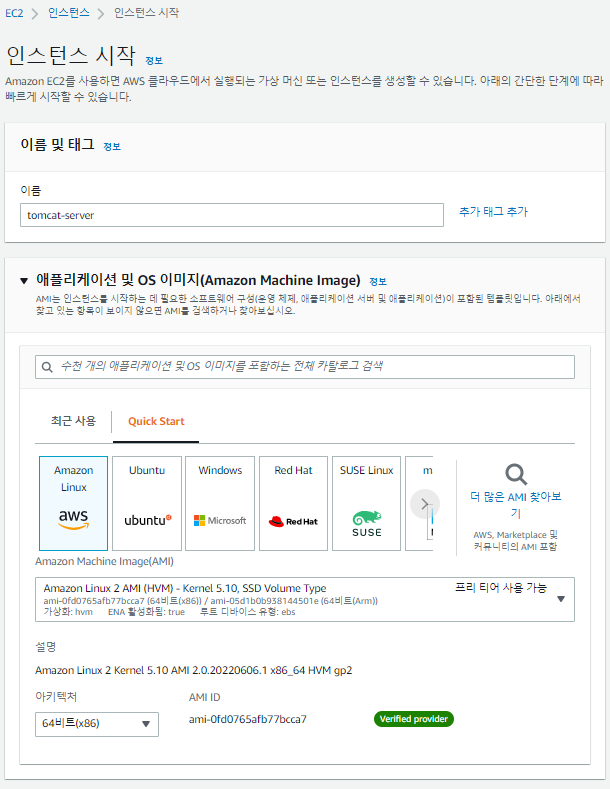 EC2 > 인스턴스 > 인스턴스 시작
인스턴스 시작 정보
Amazon EC2를 사용하면 AWS 클라우드에서 실행되는 가상 머신 또는 인스턴스를 생성할 수 있습니다. 아래의 간단한 단계에 따라
빠르게 시작할 수 있습니다.
이름 및 태그 정보
이름
tomcat-server
추가 태그 추가
애플리케이션 및 OS 이미지(Amazon Machine Image) 정보
AMI는 인스턴스를 시작하는 데 필요한 소프트웨어 구성(운영 체제, 애플리케이션 서버 및 애플리케이션)이 포함된 템플릿입니다. 아래에서
찾고 있는 항목이 보이지 않으면 AMI를 검색하거나 찾아보십시오.
수천 개의 애플리케이션 및 OS 이미지를 포함하는 전체 카탈로그 검색
최근 사용
Quick Start
Amazon
Linux
aws
Ubuntu
ubuntu
Windows
Microsoft
Red Hat
Red Hat
SUSE Linux
SUSE
m
더 많은 AMI 찾아보
기
AWS, Marketplace 및
커뮤니티의 AMI 포함
Amazon Machine Image(AMI)
Amazon Linux 2 AMI (HVM) - Kernel 5.10, SSD Volume Type
프리 티어 사용 가능
ami-0fd0765afb77bcca7 (64비트(x86)) / ami-05d1b0b938144501e (64비트(Arm))
가상화: hvm ENA 활성화됨: true 루트 디바이스 유형: ebs
설명
Amazon Linux 2 Kernel 5.10 AMI 2.0.20220606.1 x86_64 HVM gp2
아키텍처
64비트(x86)
AMI ID
ami-0fd0765afb77bcca7
Verified provider